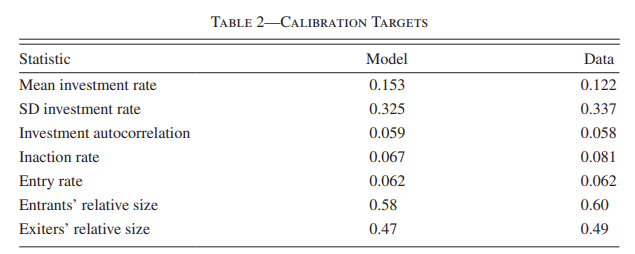 TABLE 2—CALIBRATION TARGETS
Statistic Model Data
Mean investment rate 0.153 0.122
SD investment rate 0.325 0.337
Investment autocorrelation 0.059 0.058
Inaction rate 0.067 0.081
Entry rate 0.062 0.062
Entrants’ relative size 0.58 0.60
Exiters’ relative size 0.47 0.49